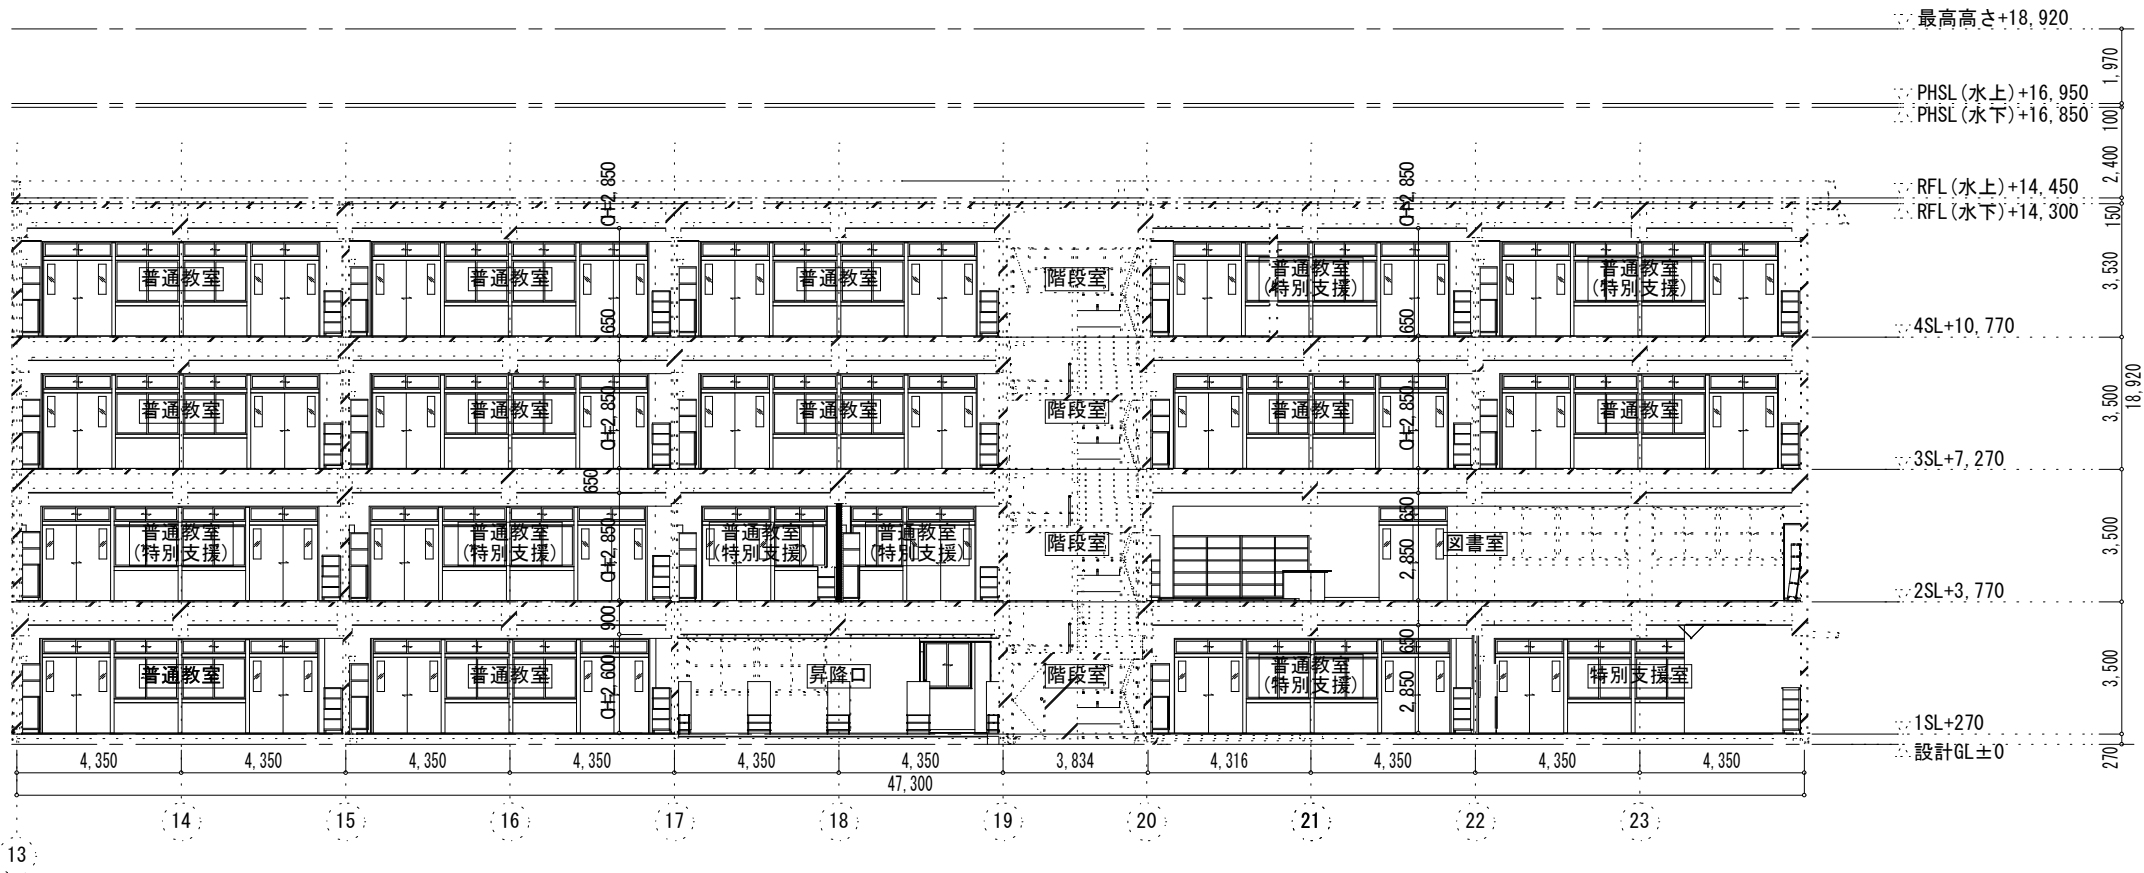 最高高さ+18,920
1,970
PHSL(水上)+16,950
PHSL(水下)+16,850
100
2,400
RFL(水上)+14,450
RFL(水下)+14,300
150
CH=2,850
CH=2,850
普通教室
普通教室
普通教室
階段室
普通教室
(特別支援)
普通教室
(特別支援)
3,530
650
650
4SL+10,770
普通教室
普通教室
普通教室
階段室
普通教室
普通教室
CH=2,850
CH=2,850
3,500
18,920
3SL+7,270
650
650
普通教室
(特別支援)
普通教室
(特別支援)
普通教室
(特別支援)
普通教室
(特別支援)
階段室
図書室
CH=2,850
2,850
3,500
2SL+3,770
900
650
普通教室
普通教室
昇降口
階段室
普通教室
(特別支援)
特別支援室
CH=2,600
2,850
3,500
1SL+270
設計GL±0
270
4,350
4,350
4,350
4,350
4,350
4,350
3,834
4,316
4,350
4,350
4,350
47,300
13
14
15
16
17
18
19
20
21
22
23